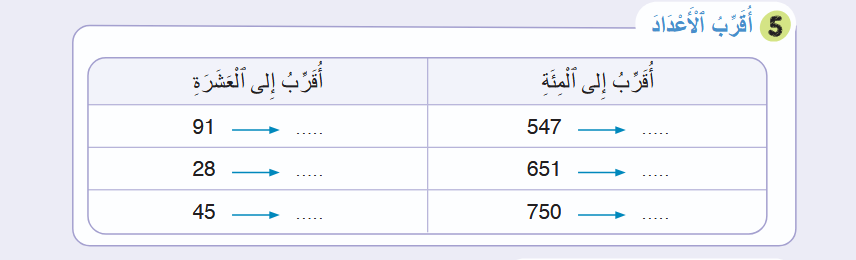 5 أُقَرِّبُ ٱلْأَعْدَادَ
أُقَرِّبُ إِلى ٱلْمِئَةِ
أُقَرِّبُ إِلى ٱلْعَشَرَةِ
547 → .....
91 → .....
651 → .....
28 → .....
750 → .....
45 → .....